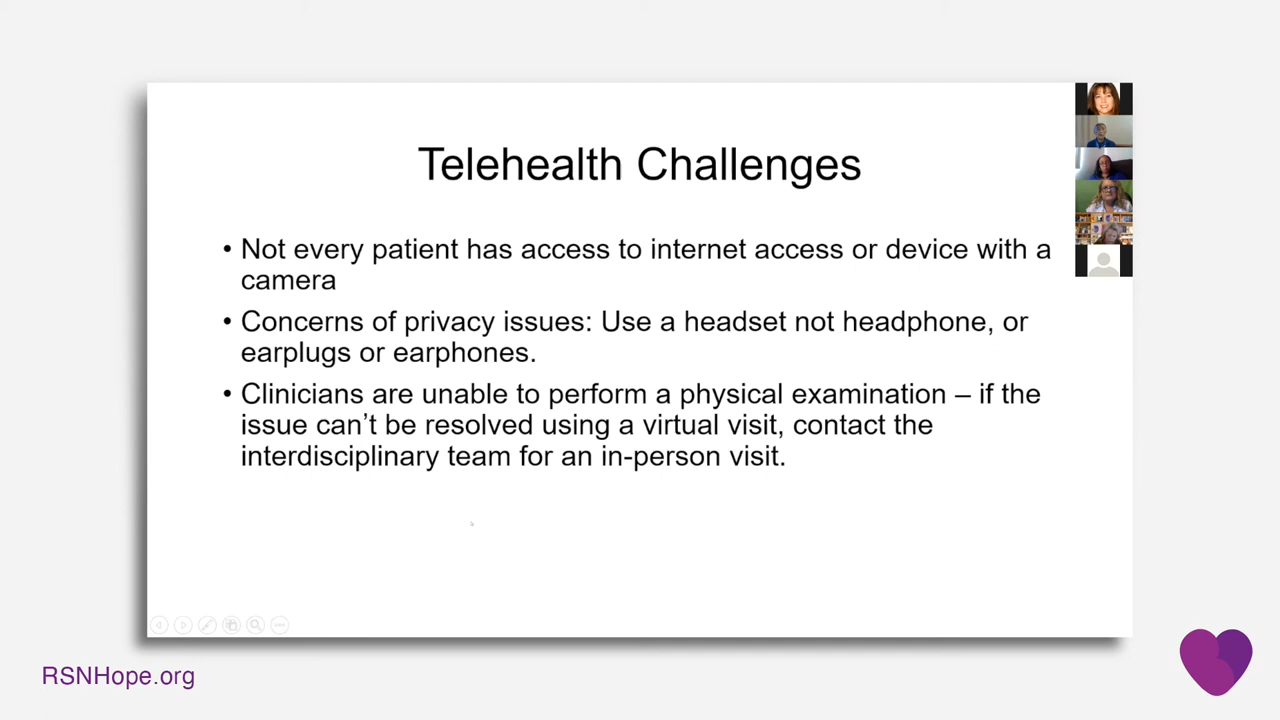 Telehealth Challenges
• Not every patient has access to internet access or device with a
camera
• Concerns of privacy issues: Use a headset not headphone, or
earplugs or earphones.
• Clinicians are unable to perform a physical examination – if the
issue can’t be resolved using a virtual visit, contact the
interdisciplinary team for an in-person visit.
RSNHope.org